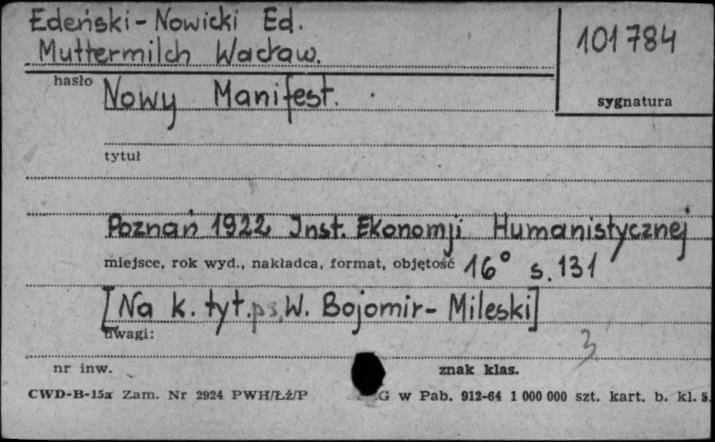 Edeński-Nowicki Ed.
101784
Muttermilch Wacław.
hasło
Nowy Manifest.
sygnatura
tytuł
Poznań 1922 Inst. Ekonomji Humanistycznej
miejsce, rok wyd., nakładca, format, objętość 16° s. 131
[Na k. tyt. ps. W. Bojomir-Mileski]
uwagi:
3
nr inw.
znak klas.
CWD-B-15a Zam. Nr 2924 PWH/Łź/P G w Pab. 912-64 1 000 000 szt. kart. b. kl. 5.